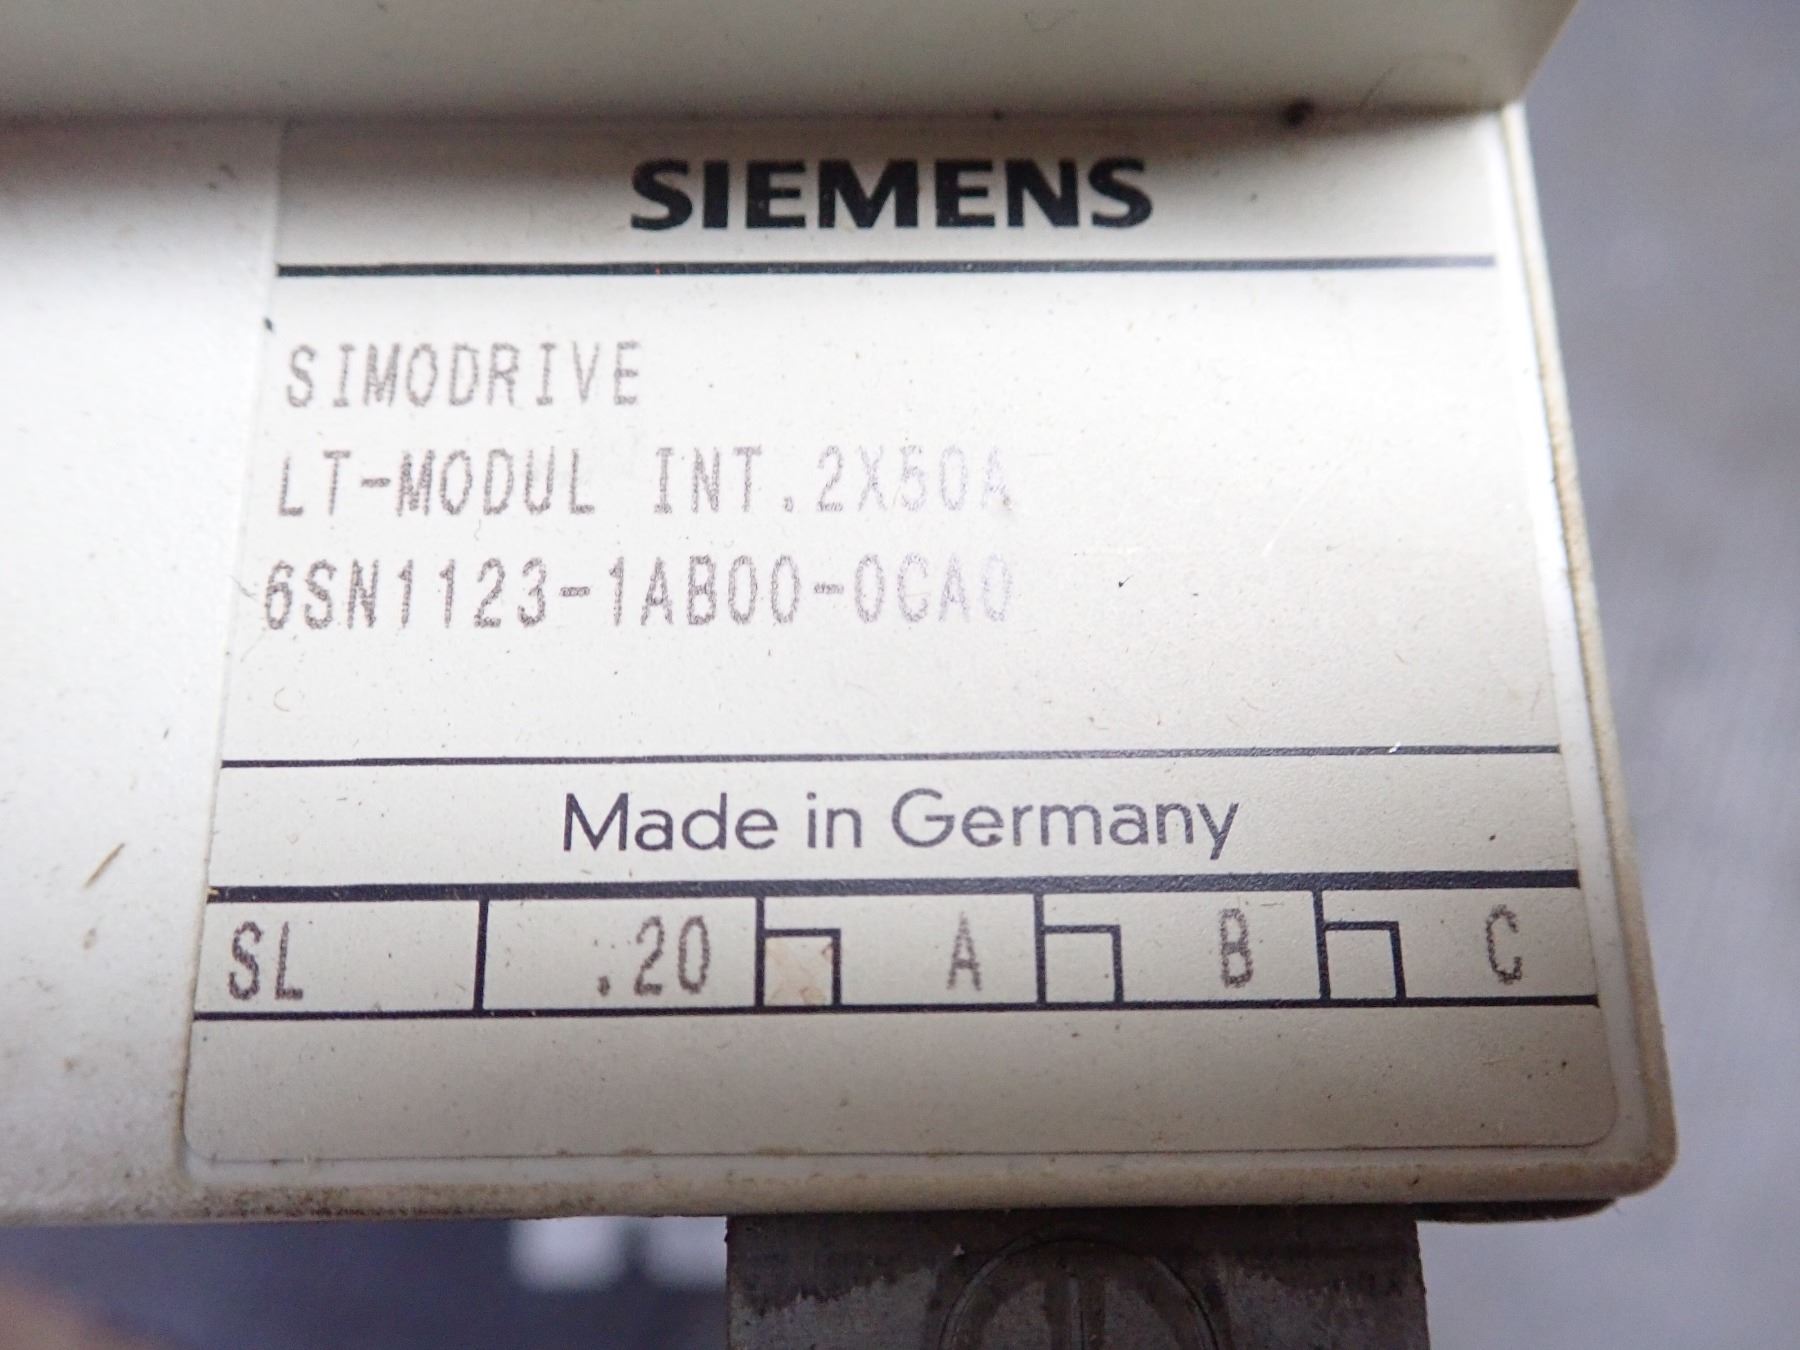 SIEMENS
SIMODRIVE
LT-MODUL INT.2X50A
6SN1123-1AB00-0CA0
Made in Germany
SL .20 A B C